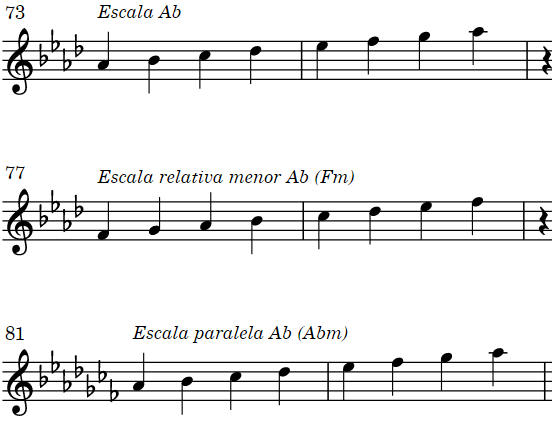 73
Escala Ab
77
Escala relativa menor Ab (Fm)
81
Escala paralela Ab (Abm)